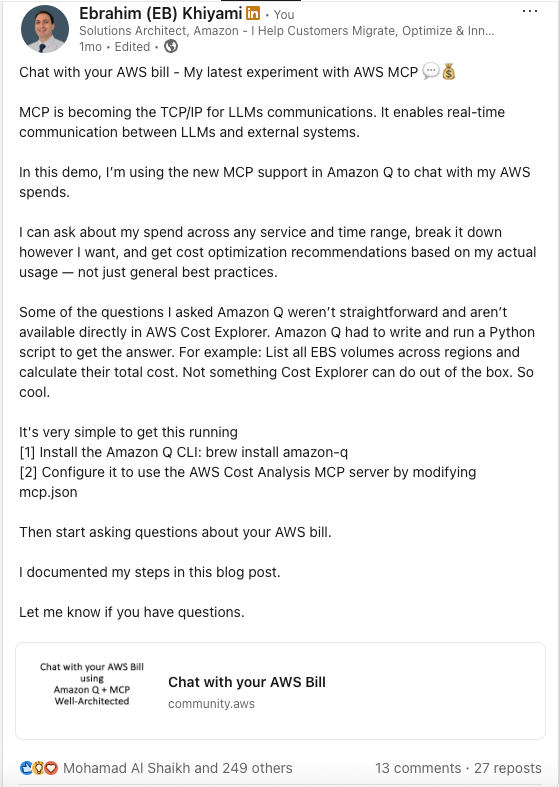 Ebrahim (EB) Khiyami in • You
Solutions Architect, Amazon - I Help Customers Migrate, Optimize & Inn...
1mo • Edited •
Chat with your AWS bill - My latest experiment with AWS MCP 💬💰
MCP is becoming the TCP/IP for LLMs communications. It enables real-time
communication between LLMs and external systems.
In this demo, I’m using the new MCP support in Amazon Q to chat with my AWS
spends.
I can ask about my spend across any service and time range, break it down
however I want, and get cost optimization recommendations based on my actual
usage — not just general best practices.
Some of the questions I asked Amazon Q weren’t straightforward and aren’t
available directly in AWS Cost Explorer. Amazon Q had to write and run a Python
script to get the answer. For example: List all EBS volumes across regions and
calculate their total cost. Not something Cost Explorer can do out of the box. So
cool.
It's very simple to get this running
[1] Install the Amazon Q CLI: brew install amazon-q
[2] Configure it to use the AWS Cost Analysis MCP server by modifying
mcp.json
Then start asking questions about your AWS bill.
I documented my steps in this blog post.
Let me know if you have questions.
Chat with your AWS Bill
using
Amazon Q + MCP
Well-Architected
Chat with your AWS Bill
community.aws
Mohamad Al Shaikh and 249 others
13 comments • 27 reposts